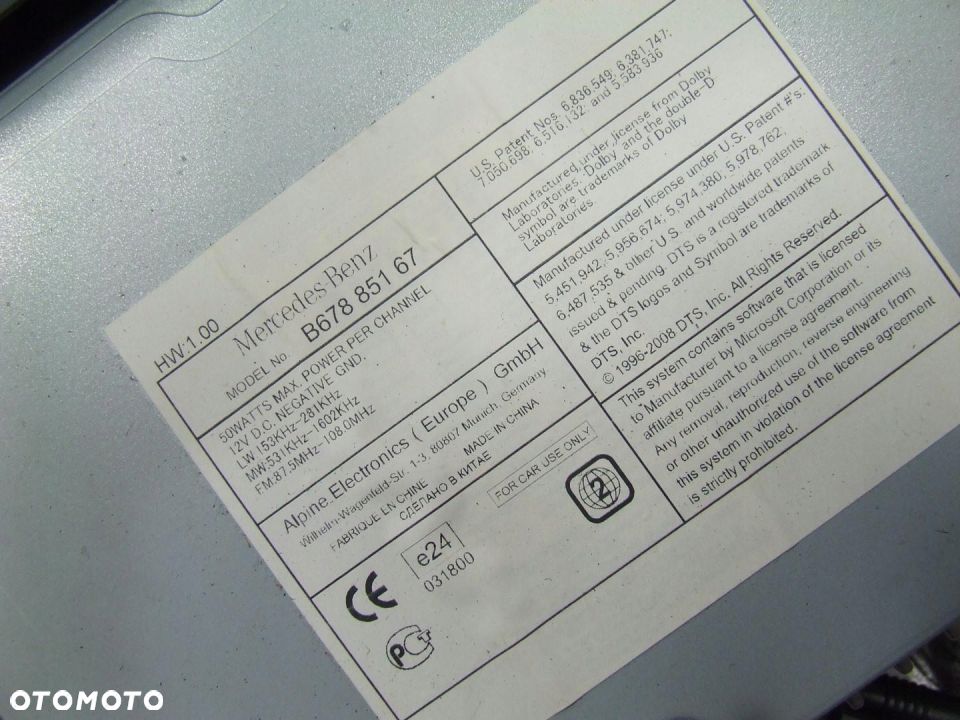 HW:1.00
Mercedes-Benz
MODEL No. B678 851 67
50WATTS MAX. POWER PER CHANNEL
12V D.C. NEGATIVE GND.
LW:153KHz-281KHz
MW:531KHz-1602KHz
FM:87.5MHz-108.0MHz
Alpine Electronics ( Europe ) GmbH
Wilhelm-Wagenfeld-Str. 1-3, 80807 Munich, Germany
FABRIQUE EN CHINE MADE IN CHINA
СДЕЛАНО В КИТАЕ
FOR CAR USE ONLY
CE
e24
031800
2
РСТ
U.S. Patent Nos. 6,836,549; 6,381,747;
7,050,698; 6,516,132; and 5,583,936
Manufactured under license from Dolby
Laboratories. Dolby and the double-D
symbol are trademarks of Dolby
Laboratories
Manufactured under license under U.S. Patent #'s:
5,451,942; 5,956,674; 5,974,380; 5,978,762;
6,487,535 & other U.S. and worldwide patents
issued & pending. DTS is a registered trademark
& the DTS logos and Symbol are trademarks of
DTS, Inc.
© 1996-2008 DTS, Inc. All Rights Reserved.
This system contains software that is licensed
to Manufacturer by Microsoft Corporation or its
affiliate pursuant to a license agreement.
Any removal, reproduction, reverse engineering
or other unauthorized use of the software from
this system in violation of the license agreement
is strictly prohibited.
OTOMOTO